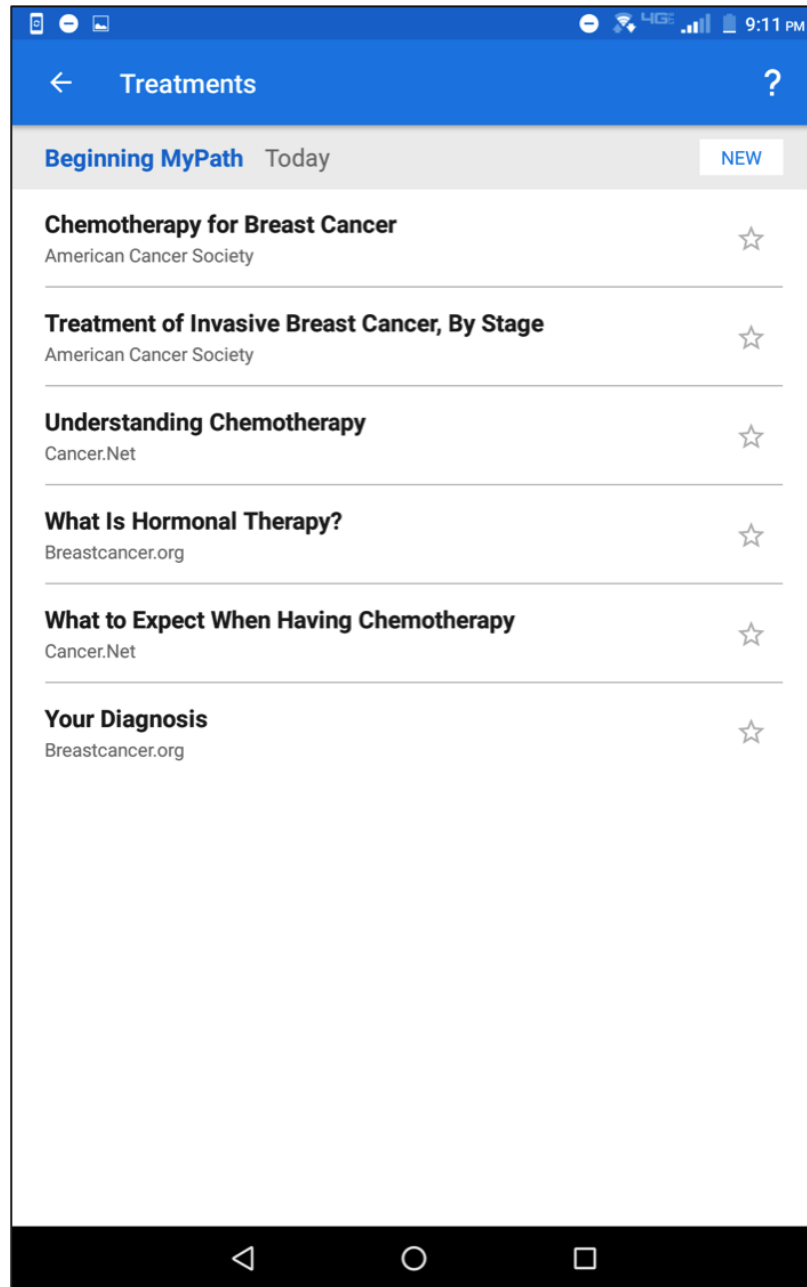 4G 9:11 PM
Treatments ?
Beginning MyPath Today NEW
Chemotherapy for Breast Cancer
American Cancer Society
Treatment of Invasive Breast Cancer, By Stage
American Cancer Society
Understanding Chemotherapy
Cancer.Net
What Is Hormonal Therapy?
Breastcancer.org
What to Expect When Having Chemotherapy
Cancer.Net
Your Diagnosis
Breastcancer.org